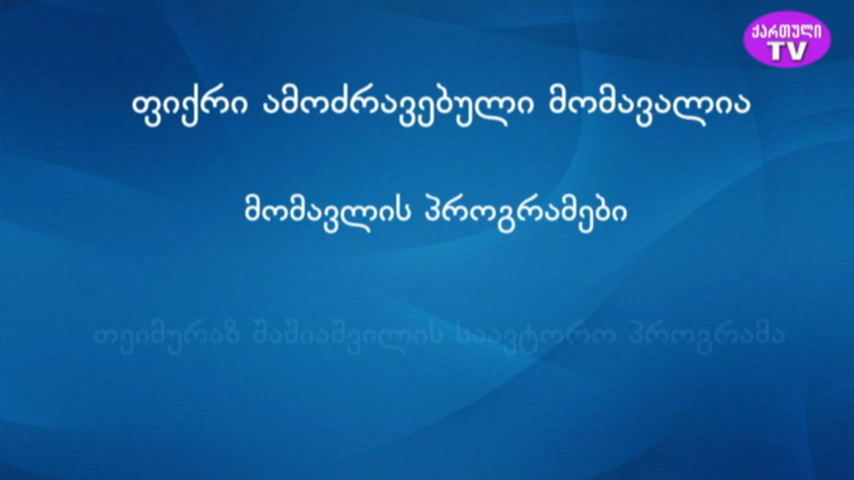 ქართული
TV
ფიქრი ამოძრავებული მომავალია
მომავლის პროგრამები
თეიმურაზ შაშიაშვილის საავტორო პროგრამა